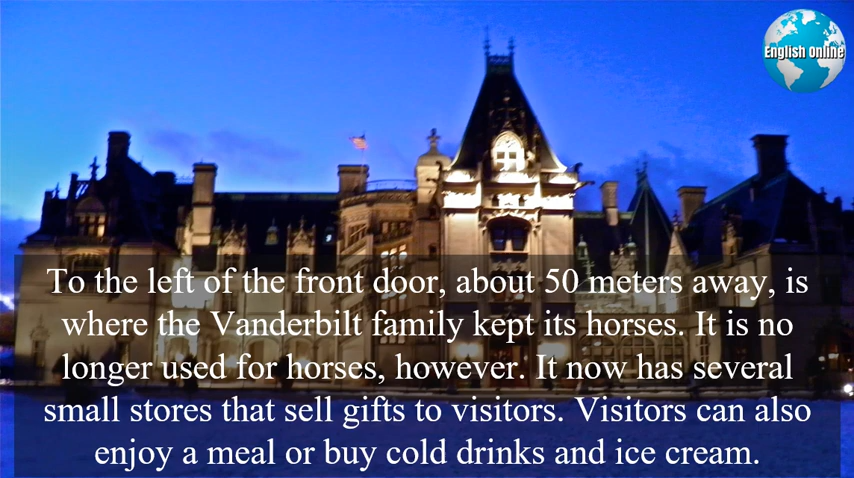 English Online
To the left of the front door, about 50 meters away, is
where the Vanderbilt family kept its horses. It is no
longer used for horses, however. It now has several
small stores that sell gifts to visitors. Visitors can also
enjoy a meal or buy cold drinks and ice cream.